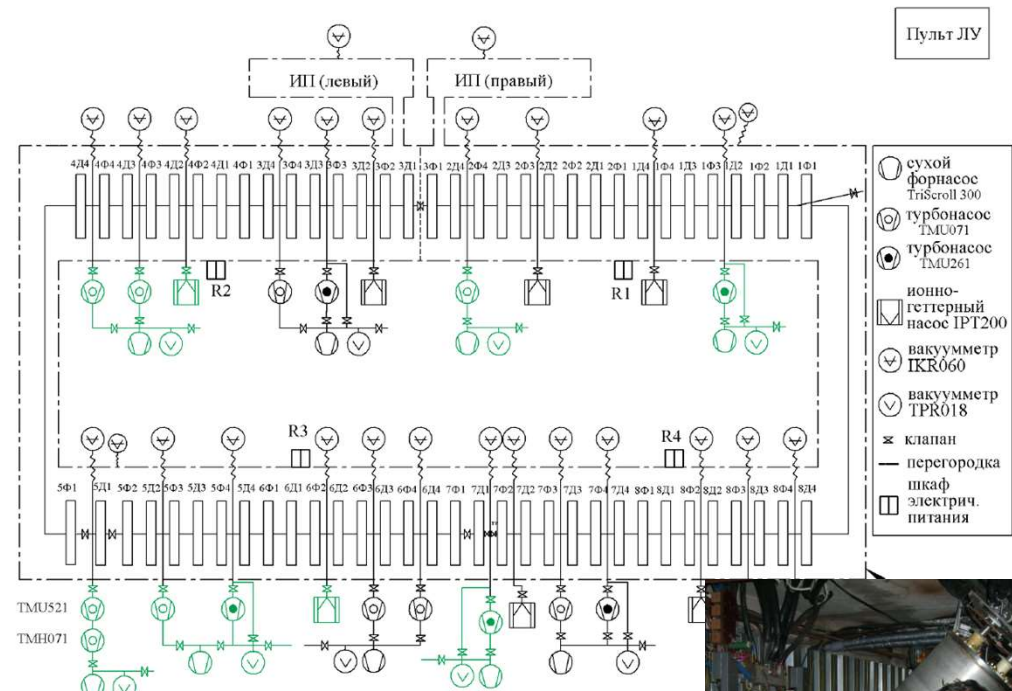 Пульт ЛУ
ИП (левый)
ИП (правый)
4Д4 4Ф4 4Д3 4Ф3 4Д2 4Ф2 4Д1 4Ф1 3Д4 3Ф4 3Д3 3Ф3 3Д2 3Ф2 3Д1 3Ф1 2Д4 2Ф4 2Д3 2Ф3 2Д2 2Ф2 2Д1 2Ф1 1Д4 1Ф4 1Д3 1Ф3 1Д2 1Ф2 1Д1 1Ф1
R2
R1
R3
R4
5Ф1 5Д1 5Ф2 5Д2 5Ф3 5Д3 5Ф4 5Д4 6Ф1 6Д1 6Ф2 6Д2 6Ф3 6Д3 6Ф4 6Д4 7Ф1 7Д1 7Ф2 7Д2 7Ф3 7Д3 7Ф4 7Д4 8Ф1 8Д1 8Ф2 8Д2 8Ф3 8Д3 8Ф4 8Д4
TMU521
TMH071
сухой
форнасос
TriScroll 300
турбонасос
TMU071
турбонасос
TMU261
ионно-
геттерный
насос IPT200
вакуумметр
IKR060
вакуумметр
TPR018
клапан
перегородка
шкаф
электрич.
питания